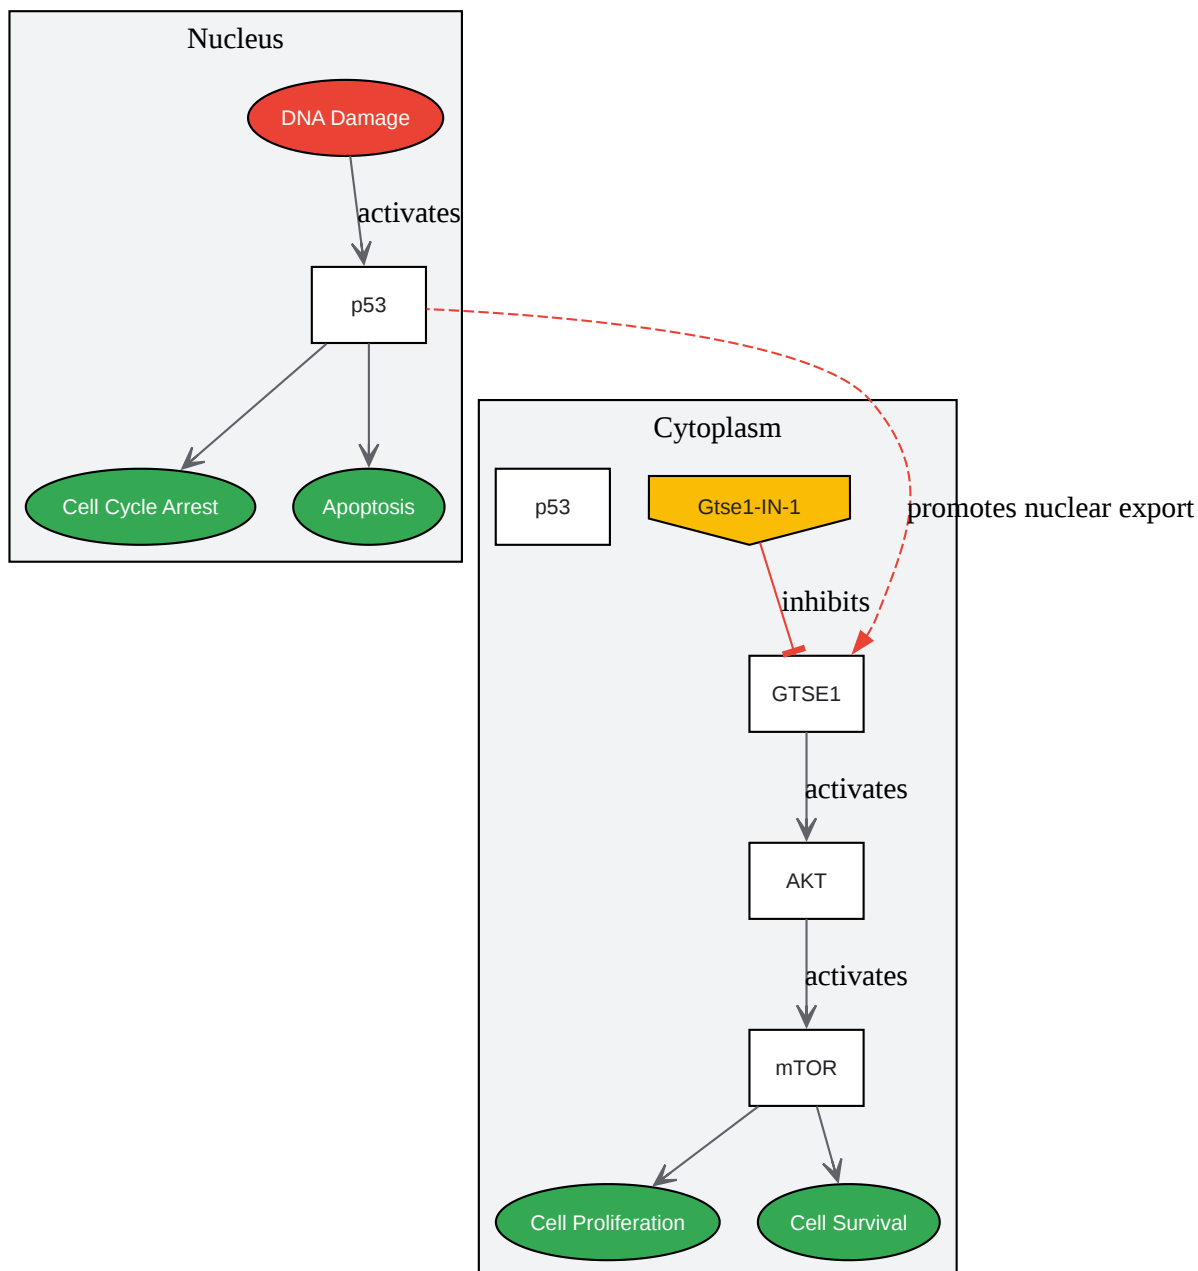 Nucleus
DNA Damage
activates
p53
Cell Cycle Arrest
Apoptosis
Cytoplasm
p53
Gtse1-IN-1
promotes nuclear export
inhibits
GTSE1
activates
AKT
activates
mTOR
Cell Proliferation
Cell Survival